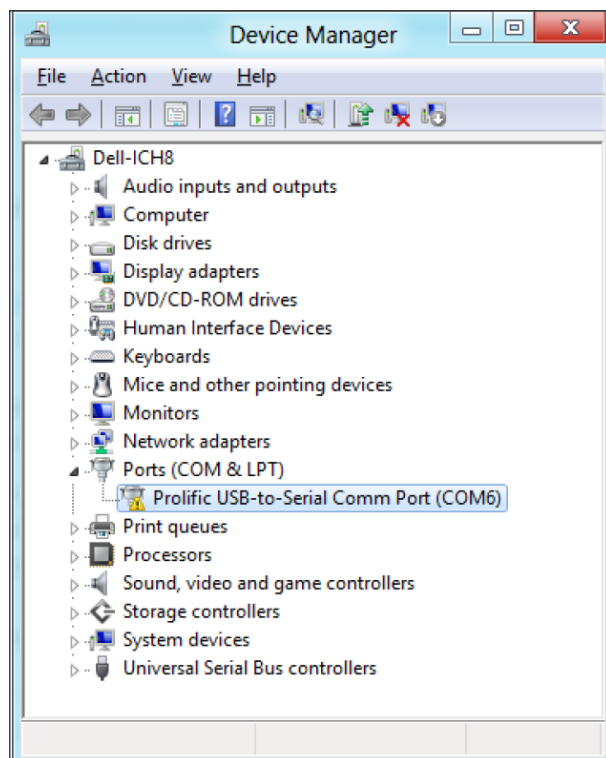 Device Manager
File Action View Help
Dell-ICH8
Audio inputs and outputs
Computer
Disk drives
Display adapters
DVD/CD-ROM drives
Human Interface Devices
Keyboards
Mice and other pointing devices
Monitors
Network adapters
Ports (COM & LPT)
Prolific USB-to-Serial Comm Port (COM6)
Print queues
Processors
Sound, video and game controllers
Storage controllers
System devices
Universal Serial Bus controllers